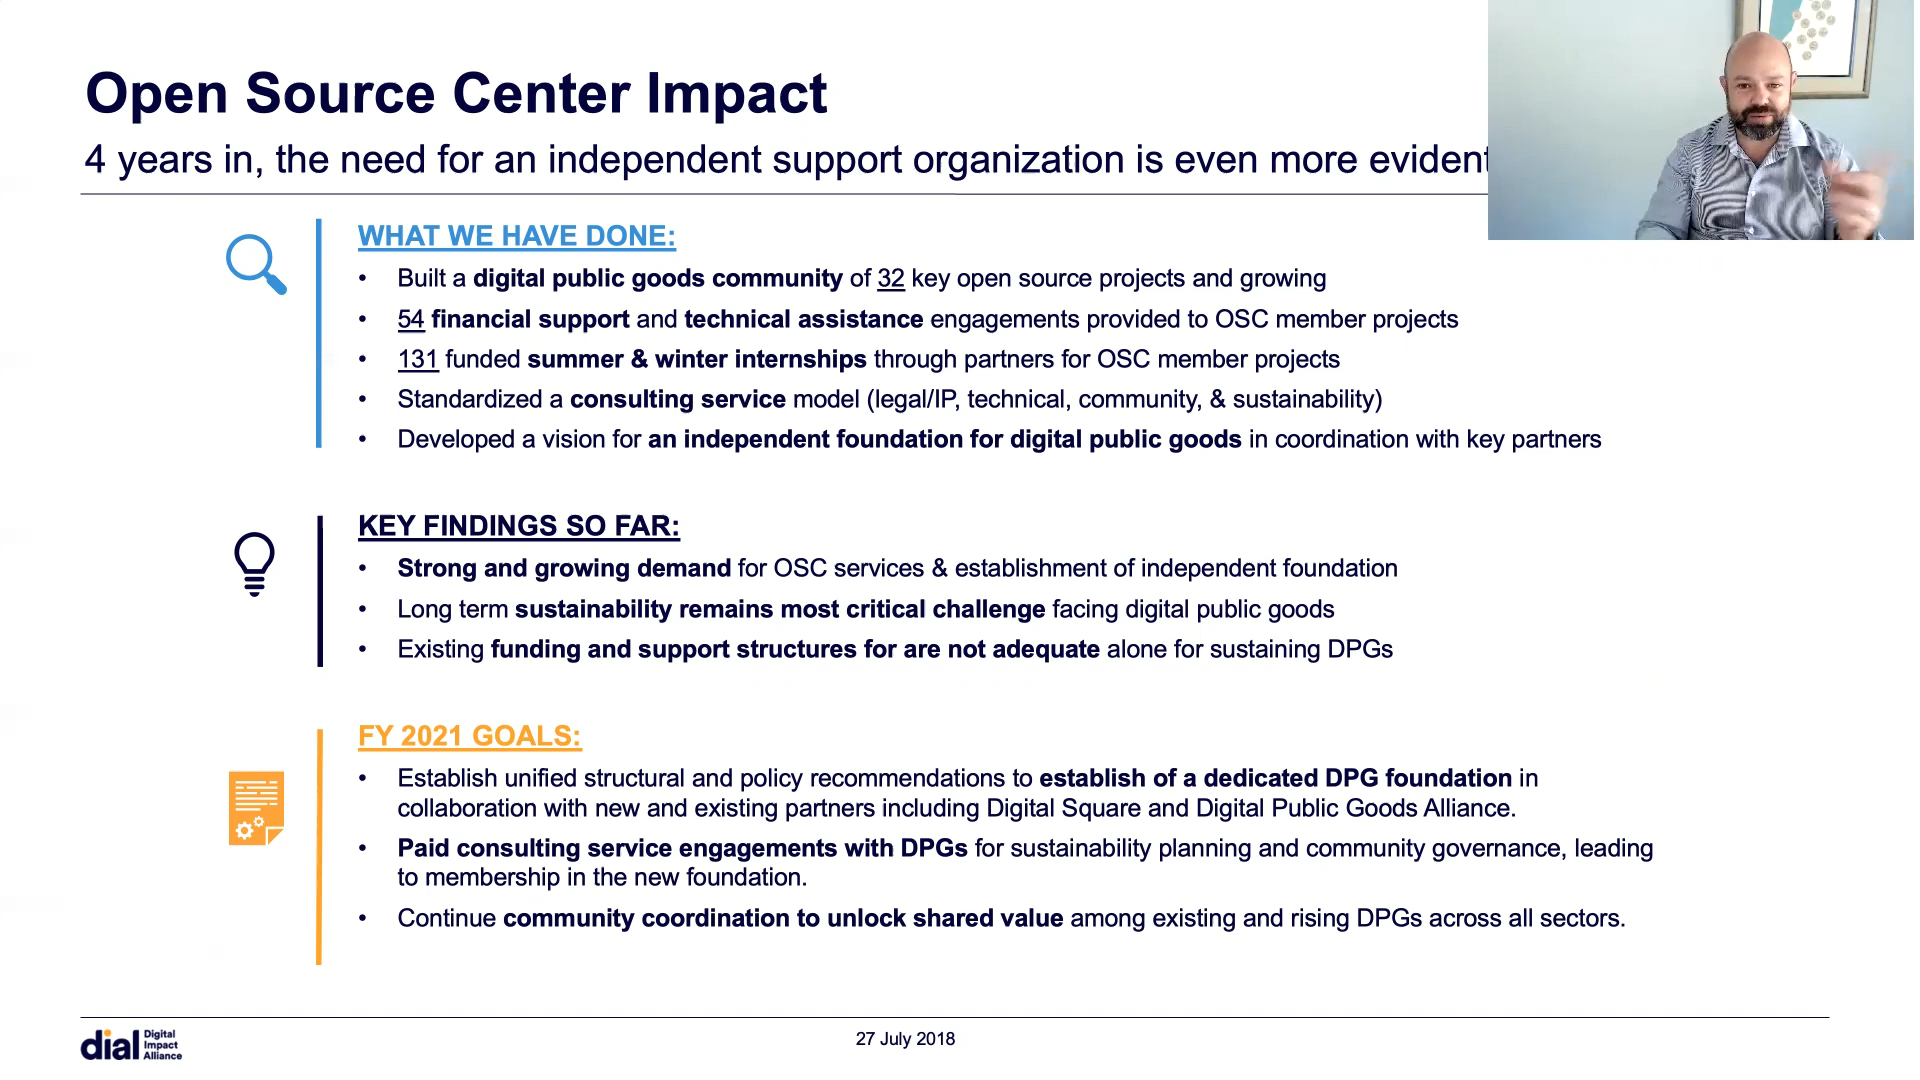 Open Source Center Impact
4 years in, the need for an independent support organization is even more evident
WHAT WE HAVE DONE:
• Built a digital public goods community of 32 key open source projects and growing
• 54 financial support and technical assistance engagements provided to OSC member projects
• 131 funded summer & winter internships through partners for OSC member projects
• Standardized a consulting service model (legal/IP, technical, community, & sustainability)
• Developed a vision for an independent foundation for digital public goods in coordination with key partners
KEY FINDINGS SO FAR:
• Strong and growing demand for OSC services & establishment of independent foundation
• Long term sustainability remains most critical challenge facing digital public goods
• Existing funding and support structures for are not adequate alone for sustaining DPGs
FY 2021 GOALS:
• Establish unified structural and policy recommendations to establish of a dedicated DPG foundation in
collaboration with new and existing partners including Digital Square and Digital Public Goods Alliance.
• Paid consulting service engagements with DPGs for sustainability planning and community governance, leading
to membership in the new foundation.
• Continue community coordination to unlock shared value among existing and rising DPGs across all sectors.
dial Digital
Impact
Alliance
27 July 2018